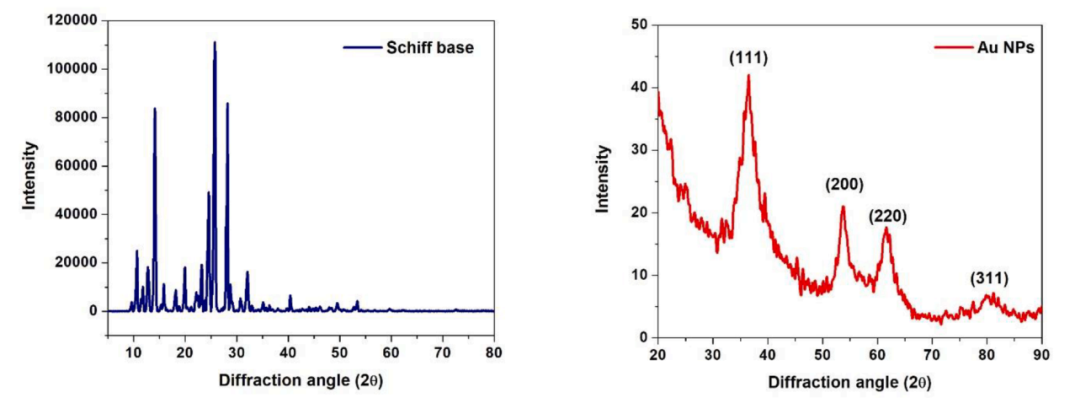 120000
100000
80000
60000
40000
20000
0
Intensity
Schiff base
10 20 30 40 50 60 70 80
Diffraction angle (2θ)
50
40
30
20
10
0
Intensity
Au NPs
(111)
(200)
(220)
(311)
20 30 40 50 60 70 80 90
Diffraction angle (2θ)